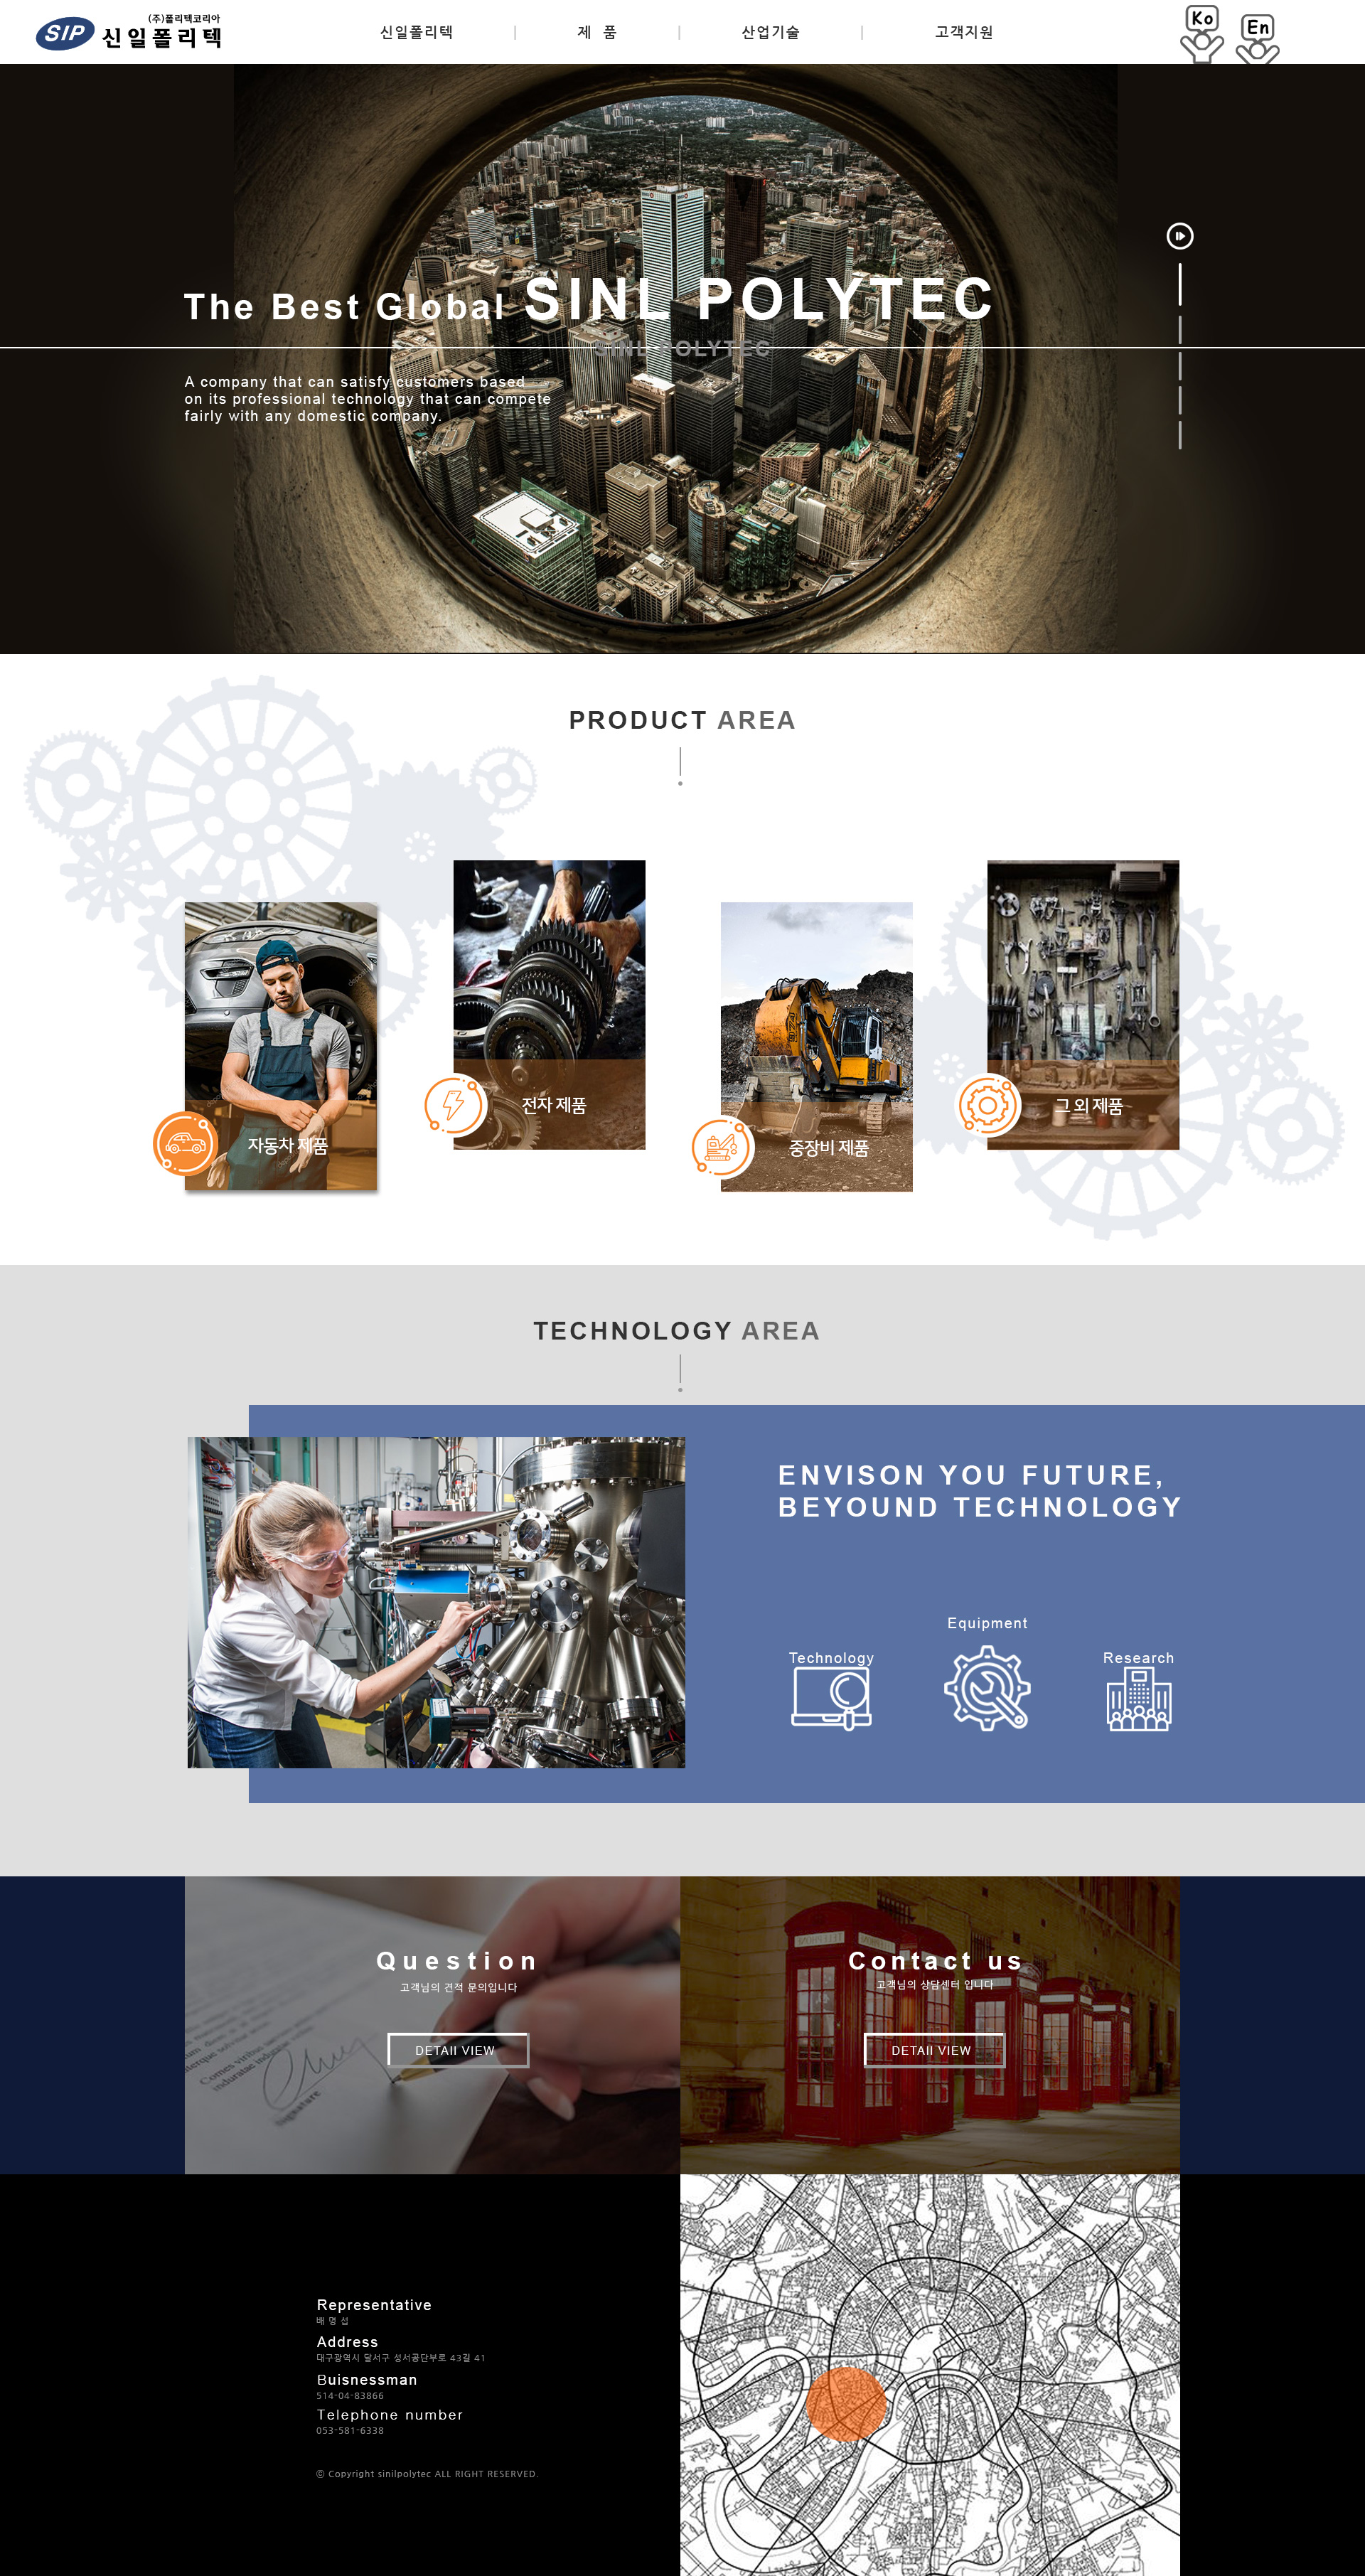 (주)폴리텍코리아
SIP 신일폴리텍
신일폴리텍
제 품
산업기술
고객지원
Ko
En
The Best Global SINL POLYTEC
SINL POLYTEC
A company that can satisfy customers based
on its professional technology that can compete
fairly with any domestic company.
PRODUCT AREA
자동차 제품
전자 제품
중장비 제품
그 외 제품
TECHNOLOGY AREA
ENVISON YOU FUTURE,
BEYOUND TECHNOLOGY
Technology
Equipment
Research
Question
고객님의 견적 문의입니다
DETAII VIEW
signature
Contact us
고객님의 상담센터 입니다
DETAII VIEW
Representative
배 명 섭
Address
대구광역시 달서구 성서공단부로 43길 41
Buisnessman
514-04-83866
Telephone number
053-581-6338
ⓒ Copyright sinilpolytec ALL RIGHT RESERVED.